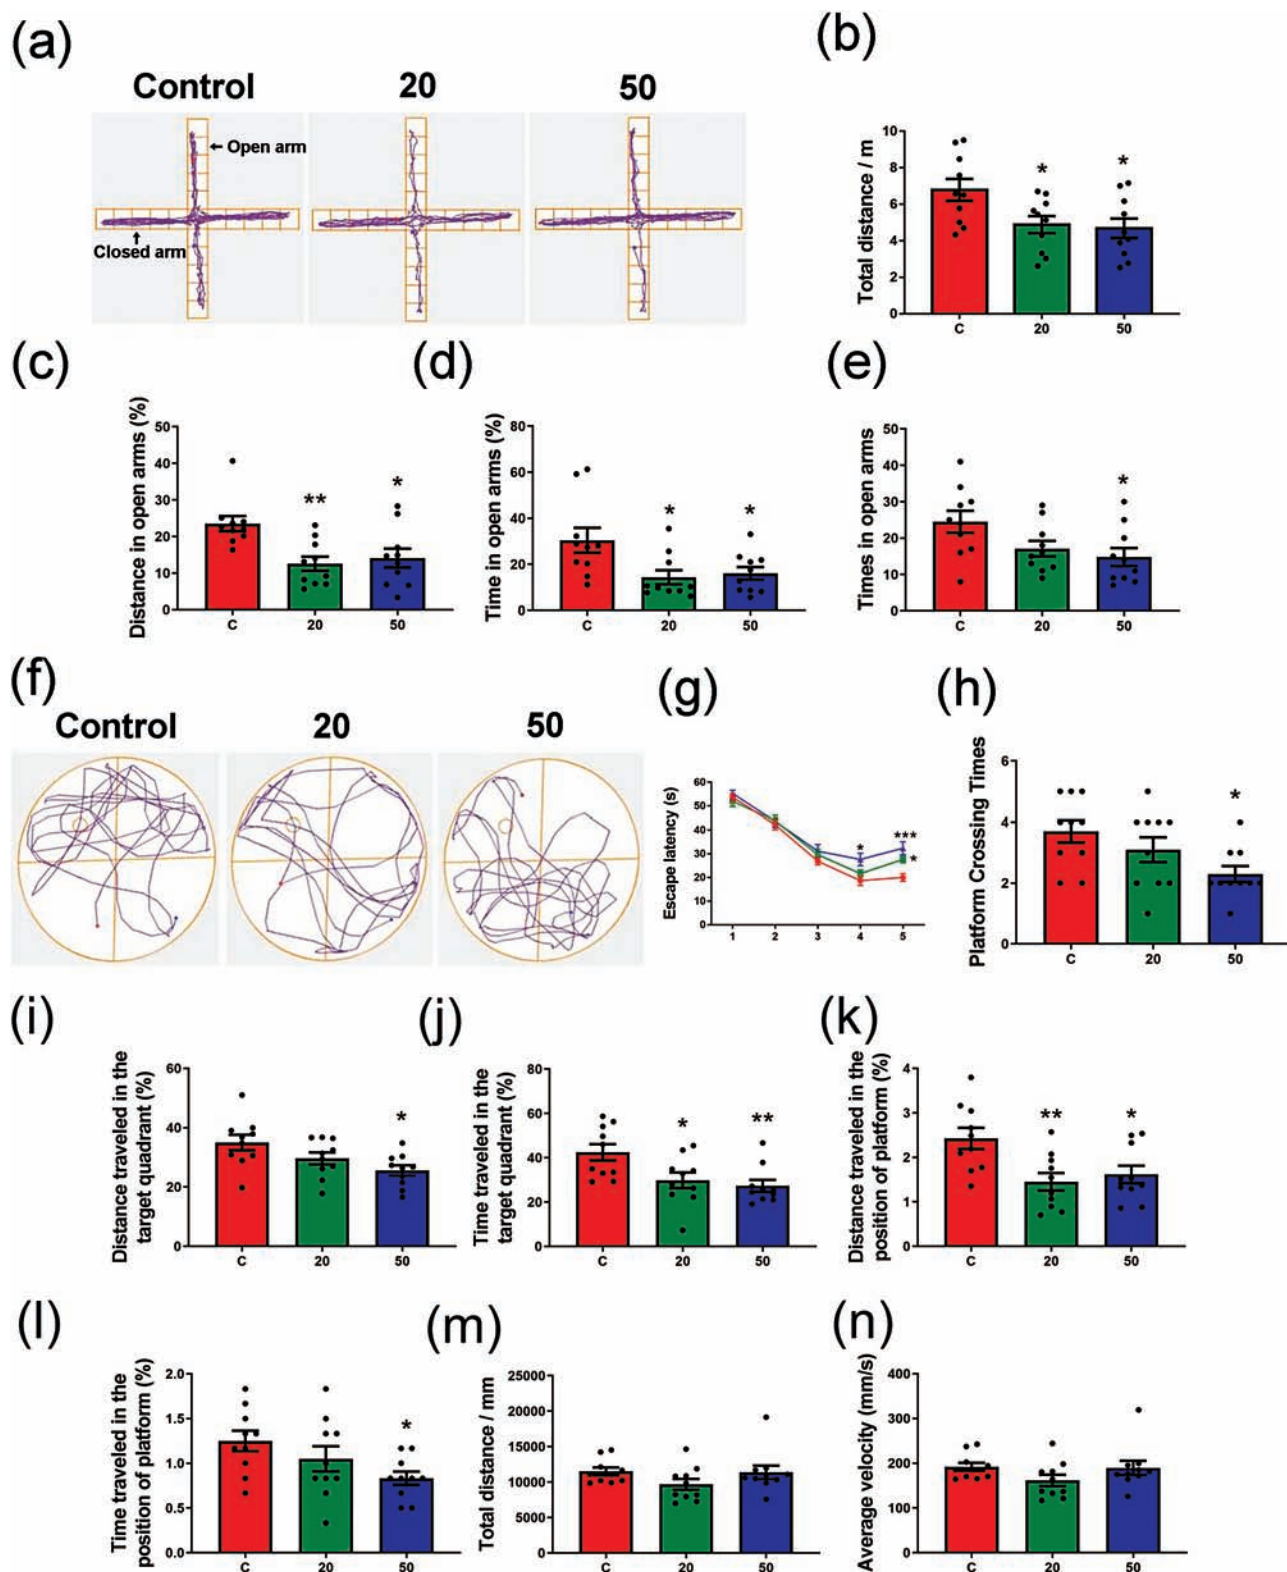 (a)
Control 20 50
Open arm
Closed arm
(b)
Total distance / m
10
8
6
4
2
0
C 20 50
* *
(c)
Distance in open arms (%)
50
40
30
20
10
0
C 20 50
** *
(d)
Time in open arms (%)
80
60
40
20
0
C 20 50
* *
(e)
Times in open arms
50
40
30
20
10
0
C 20 50
*
(f)
Control 20 50
(g)
Escape latency (s)
60
50
40
30
20
10
0
1 2 3 4 5
* ***
*
(h)
Platform Crossing Times
6
4
2
0
C 20 50
*
(i)
Distance traveled in the
target quadrant (%)
60
40
20
0
C 20 50
*
(j)
Time traveled in the
target quadrant (%)
80
60
40
20
0
C 20 50
* **
(k)
Distance traveled in the
position of platform (%)
4
3
2
1
0
C 20 50
** *
(l)
Time traveled in the
position of platform (%)
2.0
1.5
1.0
0.5
0.0
C 20 50
*
(m)
Total distance / mm
25000
20000
15000
10000
5000
0
C 20 50
(n)
Average velocity (mm/s)
400
300
200
100
0
C 20 50